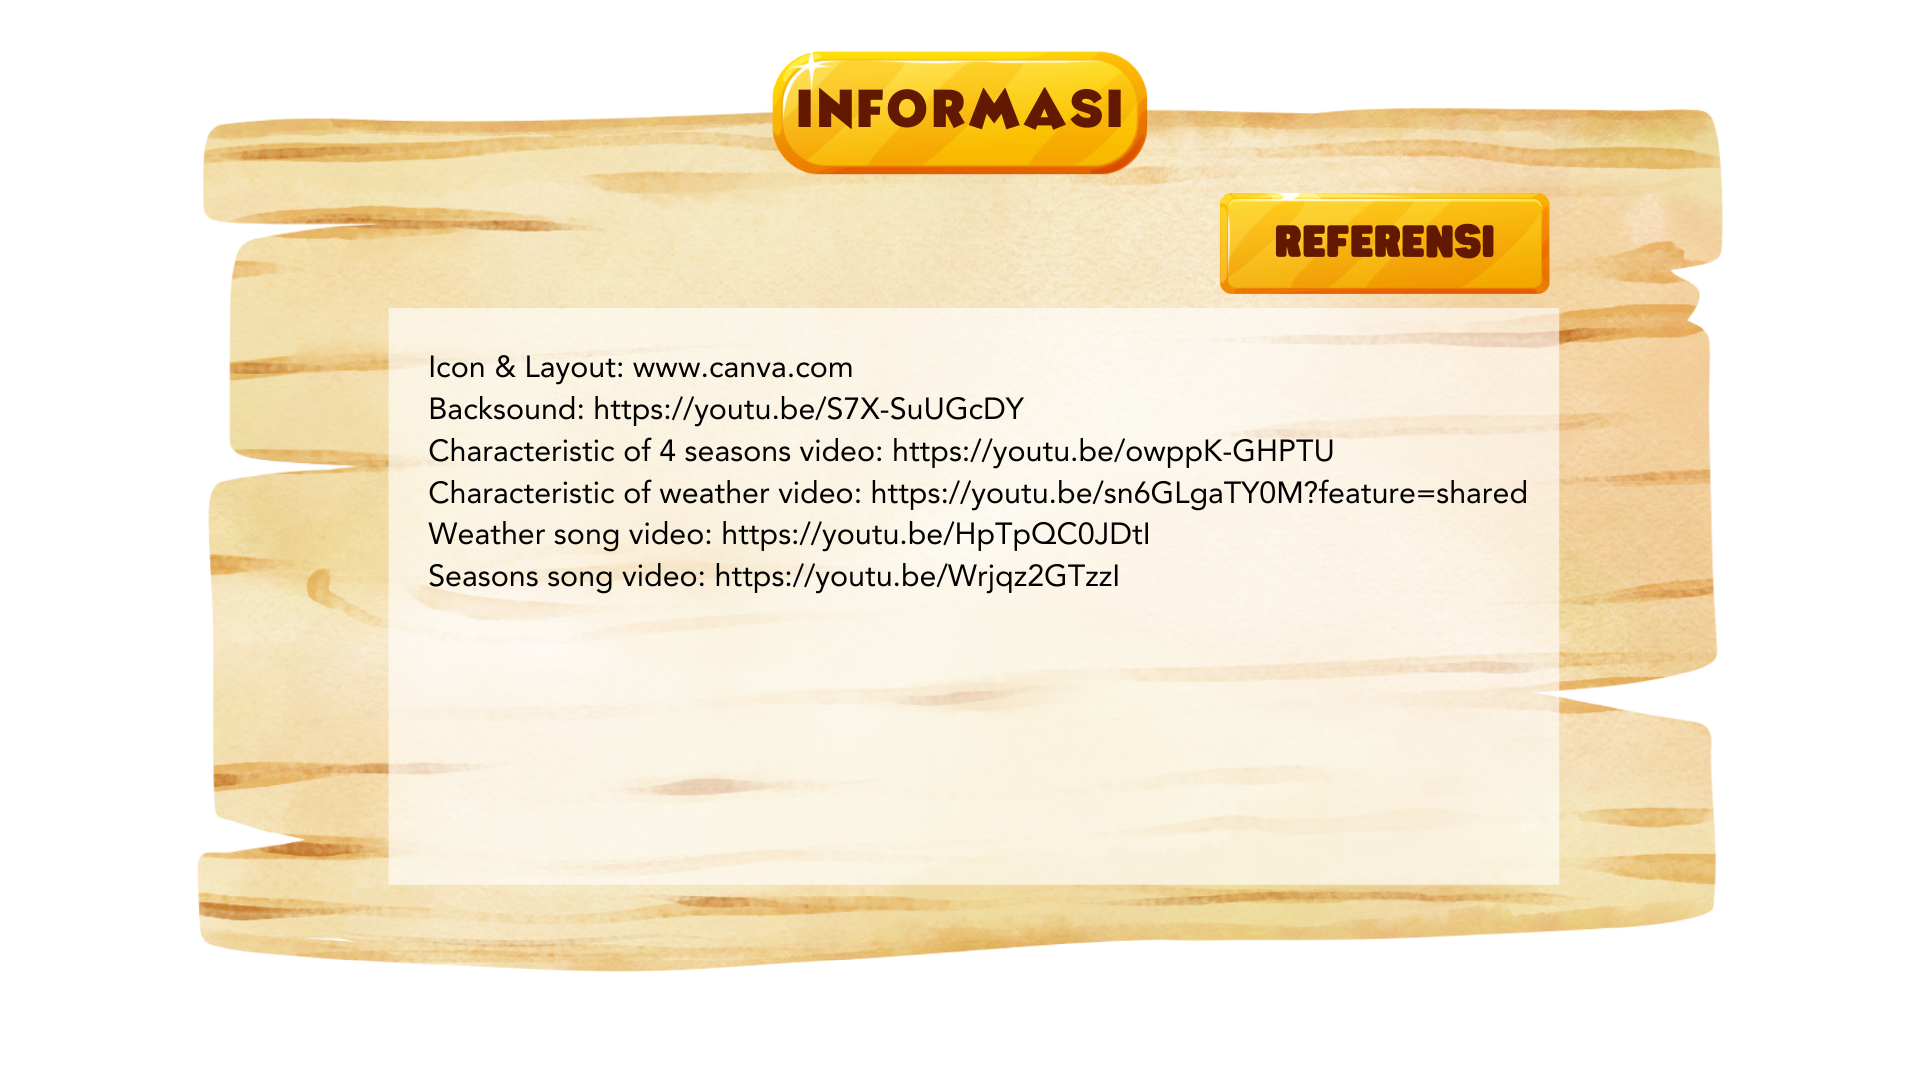 INFORMASI
REFERENSI
Icon & Layout: www.canva.com
Backsound: https://youtu.be/S7X-SuUGcDY
Characteristic of 4 seasons video: https://youtu.be/owppK-GHPTU
Characteristic of weather video: https://youtu.be/sn6GLgaTY0M?feature=shared
Weather song video: https://youtu.be/HpTpQC0JDtI
Seasons song video: https://youtu.be/Wrjqz2GTzzI